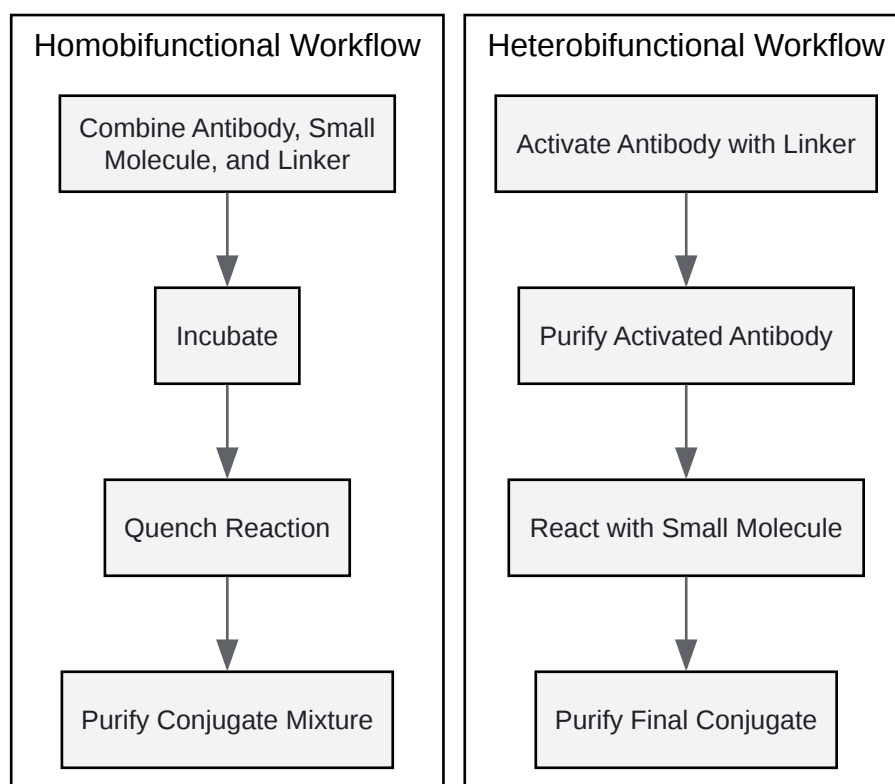 Homobifunctional Workflow
Combine Antibody, Small
Molecule, and Linker
Incubate
Quench Reaction
Purify Conjugate Mixture
Heterobifunctional Workflow
Activate Antibody with Linker
Purify Activated Antibody
React with Small Molecule
Purify Final Conjugate